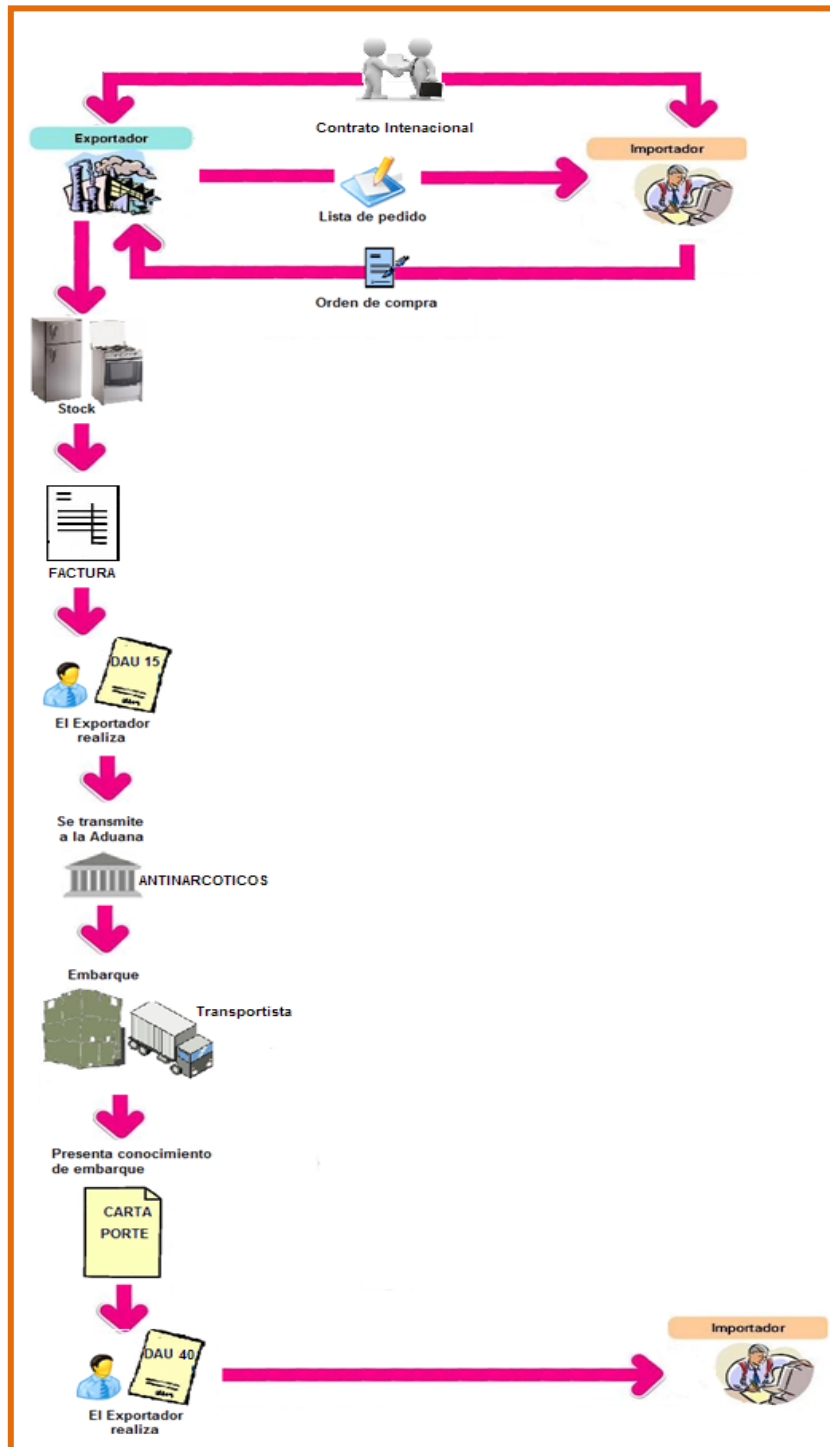 Contrato Intenacional
Exportador
Importador
Lista de pedido
Orden de compra
Stock
FACTURA
DAU 15
El Exportador
realiza
Se transmite
a la Aduana
ANTINARCOTICOS
Embarque
Transportista
Presenta conocimiento
de embarque
CARTA
PORTE
Importador
DAU 40
El Exportador
realiza